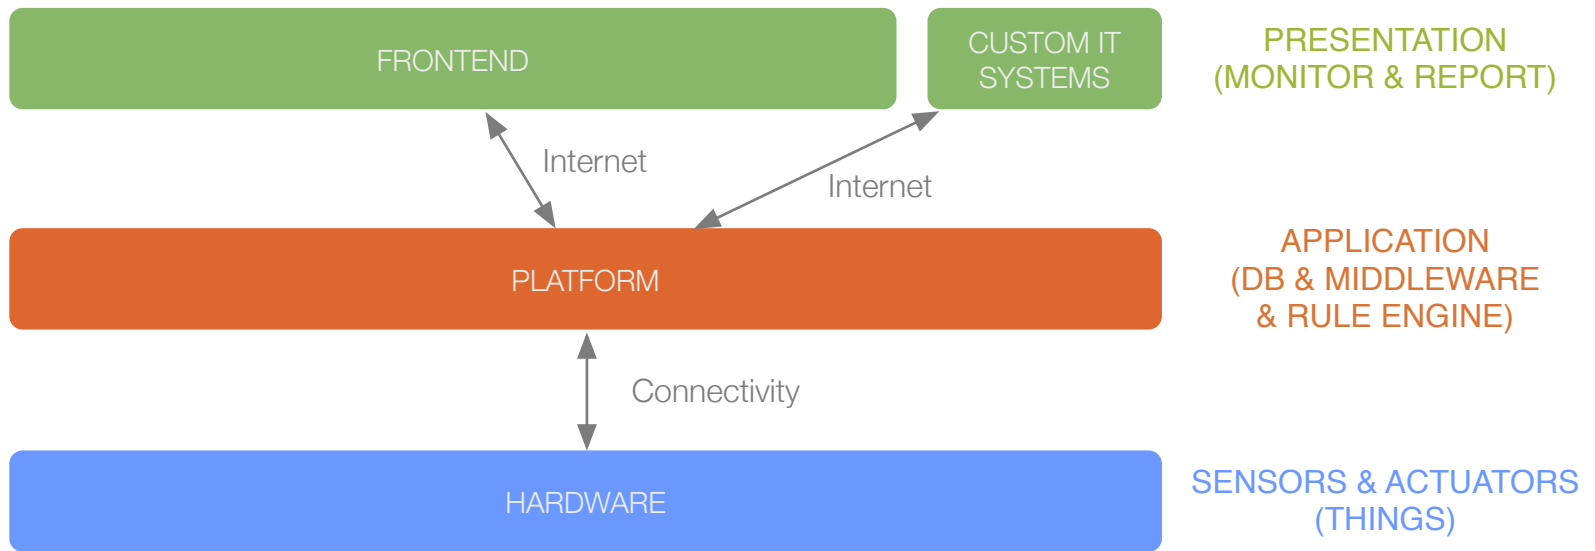 FRONTEND
CUSTOM IT
SYSTEMS
PRESENTATION
(MONITOR & REPORT)
Internet
Internet
PLATFORM
APPLICATION
(DB & MIDDLEWARE
& RULE ENGINE)
Connectivity
HARDWARE
SENSORS & ACTUATORS
(THINGS)